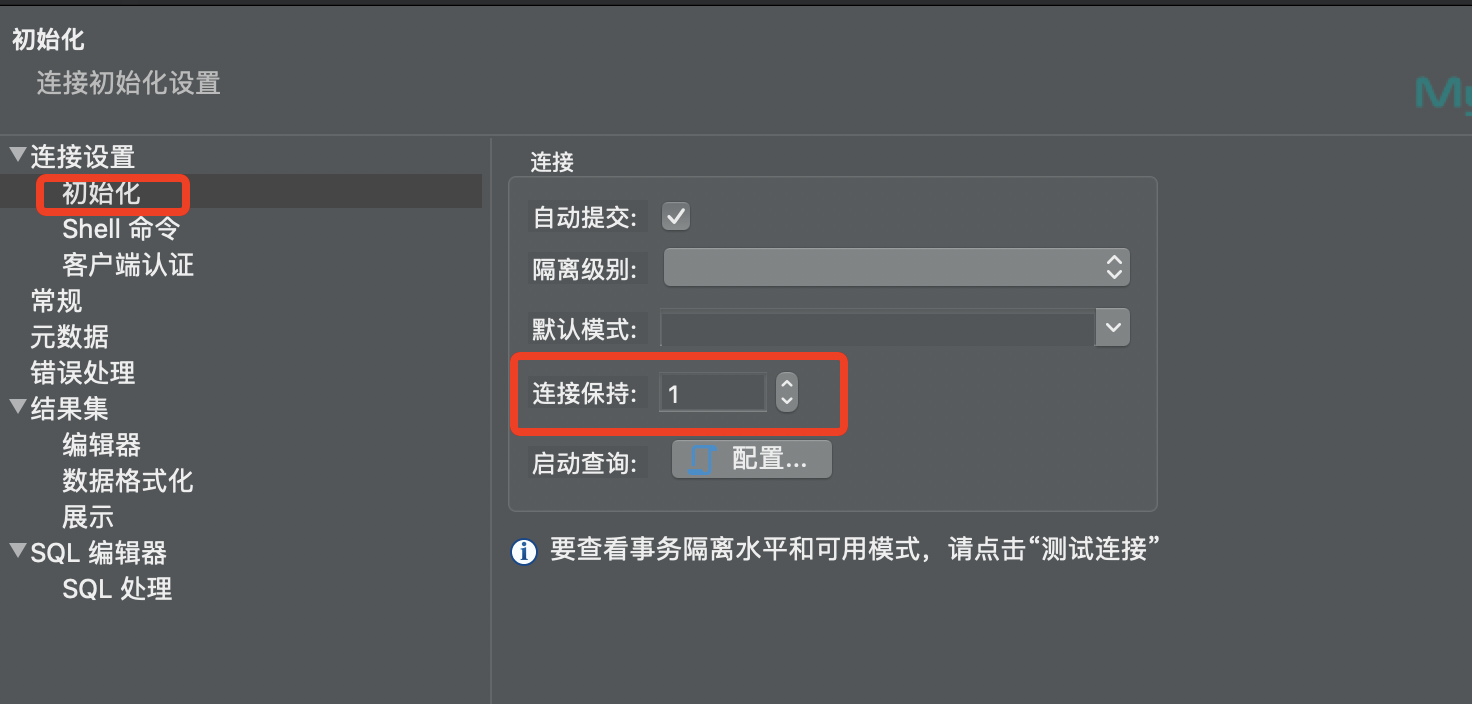 初始化
连接初始化设置
My
连接设置
初始化
Shell 命令
客户端认证
常规
元数据
错误处理
结果集
编辑器
数据格式化
展示
SQL 编辑器
SQL 处理
连接
自动提交:
隔离级别:
默认模式:
连接保持: 1
启动查询: 配置...
要查看事务隔离水平和可用模式，请点击“测试连接”